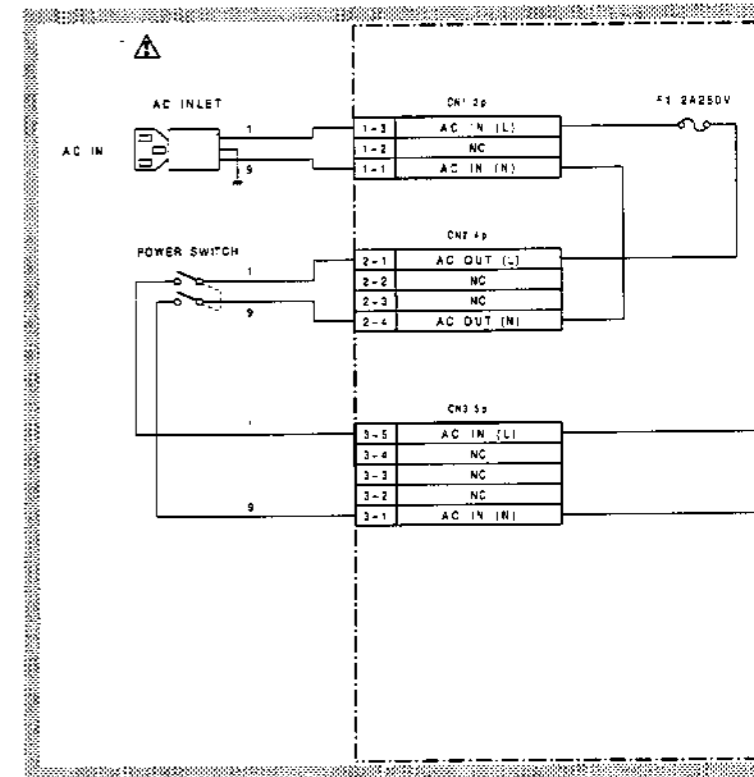 AC INLET
AC IN
1
9
CN1 2p
1-3 AC IN (L)
1-2 NC
1-1 AC IN (N)
F1 2A250V
POWER SWITCH
1
9
CN2 4p
2-1 AC OUT (L)
2-2 NC
2-3 NC
2-4 AC OUT (N)
CN3 5p
1
3-5 AC IN (L)
3-4 NC
3-3 NC
3-2 NC
9
3-1 AC IN (N)